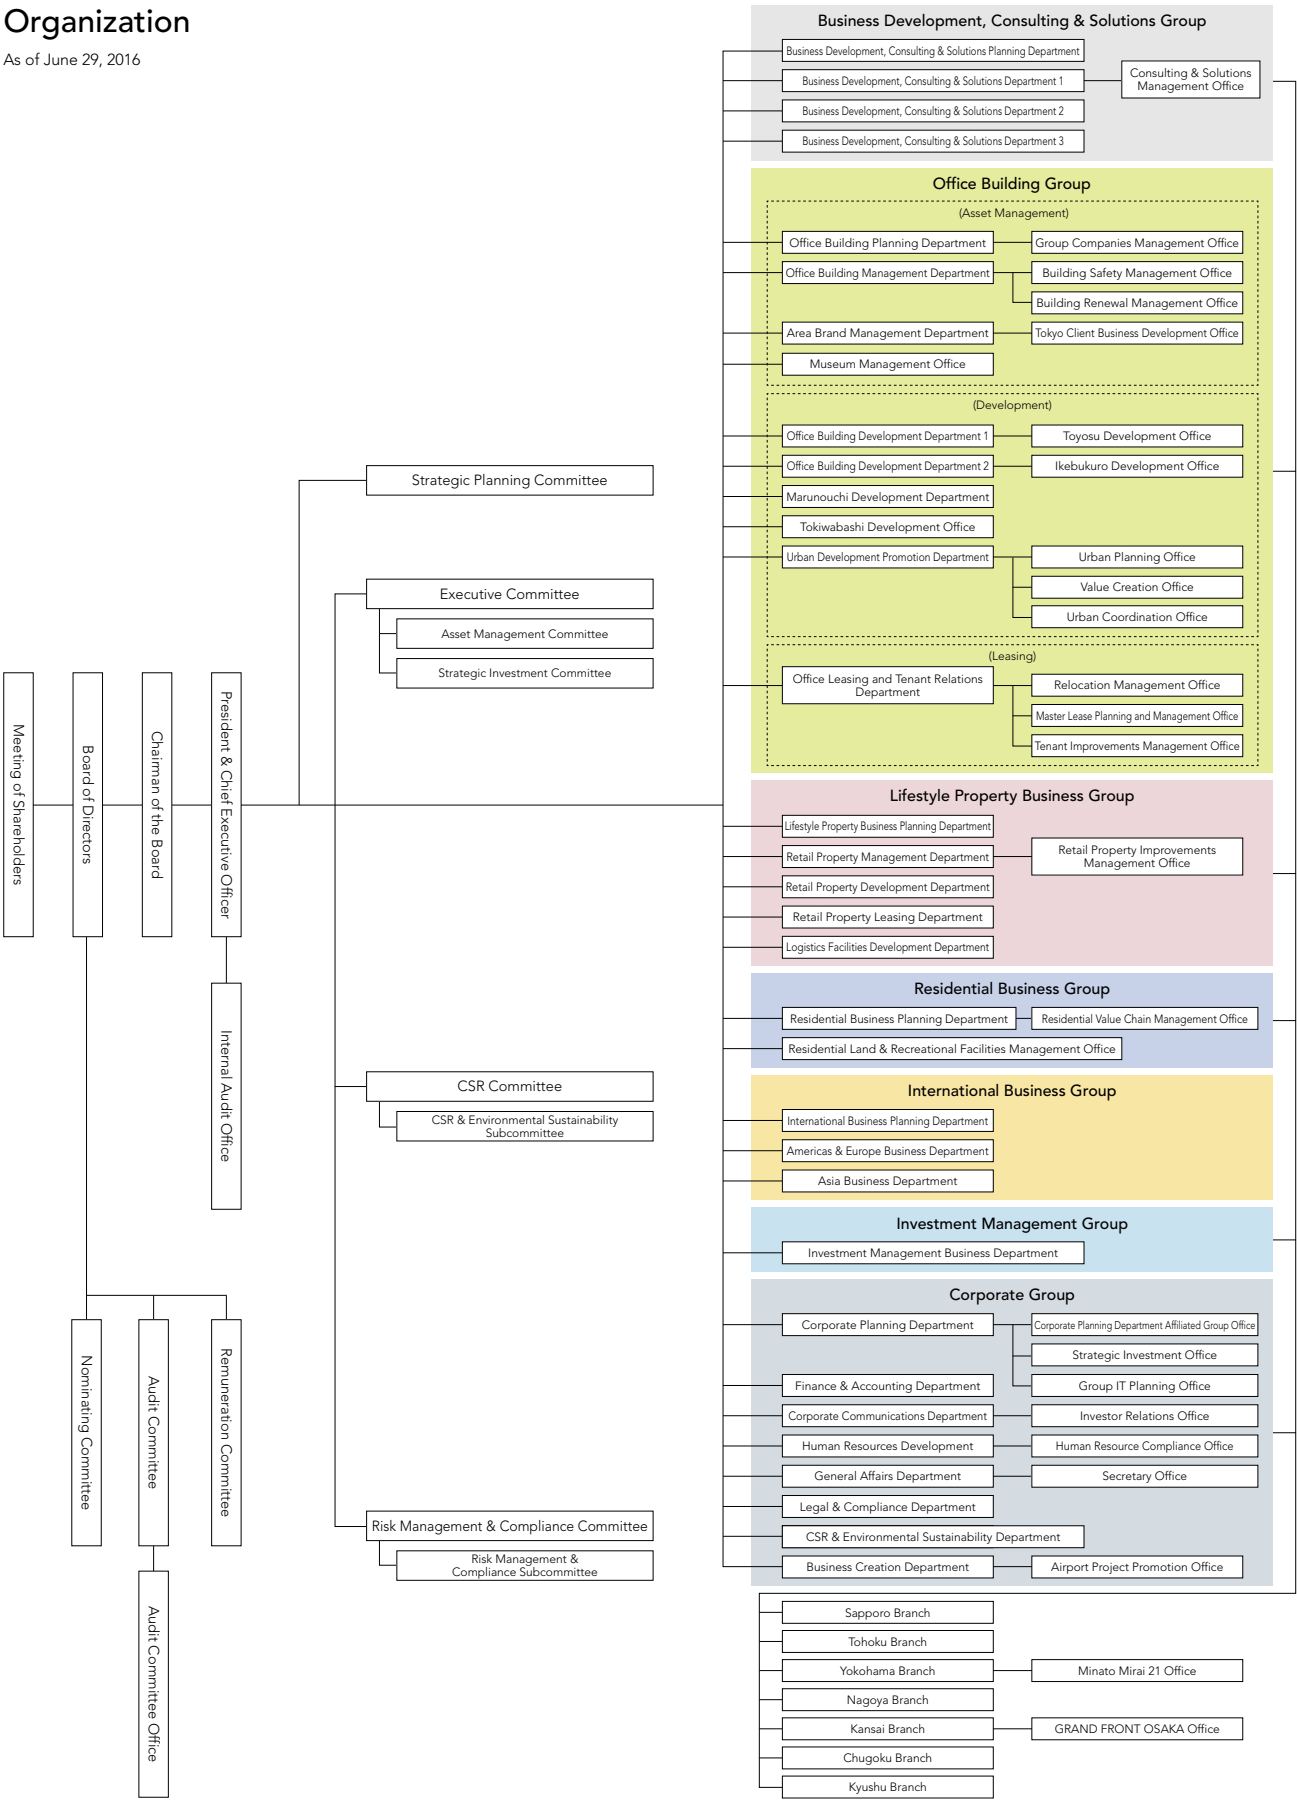 Organization
As of June 29, 2016
Meeting of Shareholders
Board of Directors
Chairman of the Board
President & Chief Executive Officer
Internal Audit Office
Nominating Committee
Audit Committee
Remuneration Committee
Audit Committee Office
Strategic Planning Committee
Executive Committee
Asset Management Committee
Strategic Investment Committee
CSR Committee
CSR & Environmental Sustainability
Subcommittee
Risk Management & Compliance Committee
Risk Management &
Compliance Subcommittee
Business Development, Consulting & Solutions Group
Business Development, Consulting & Solutions Planning Department
Business Development, Consulting & Solutions Department 1
Consulting & Solutions
Management Office
Business Development, Consulting & Solutions Department 2
Business Development, Consulting & Solutions Department 3
Office Building Group
(Asset Management)
Office Building Planning Department
Group Companies Management Office
Office Building Management Department
Building Safety Management Office
Building Renewal Management Office
Area Brand Management Department
Tokyo Client Business Development Office
Museum Management Office
(Development)
Office Building Development Department 1
Toyosu Development Office
Office Building Development Department 2
Ikebukuro Development Office
Marunouchi Development Department
Tokiwabashi Development Office
Urban Development Promotion Department
Urban Planning Office
Value Creation Office
Urban Coordination Office
(Leasing)
Office Leasing and Tenant Relations
Department
Relocation Management Office
Master Lease Planning and Management Office
Tenant Improvements Management Office
Lifestyle Property Business Group
Lifestyle Property Business Planning Department
Retail Property Management Department
Retail Property Improvements
Management Office
Retail Property Development Department
Retail Property Leasing Department
Logistics Facilities Development Department
Residential Business Group
Residential Business Planning Department
Residential Value Chain Management Office
Residential Land & Recreational Facilities Management Office
International Business Group
International Business Planning Department
Americas & Europe Business Department
Asia Business Department
Investment Management Group
Investment Management Business Department
Corporate Group
Corporate Planning Department
Corporate Planning Department Affiliated Group Office
Strategic Investment Office
Finance & Accounting Department
Group IT Planning Office
Corporate Communications Department
Investor Relations Office
Human Resources Development
Human Resource Compliance Office
General Affairs Department
Secretary Office
Legal & Compliance Department
CSR & Environmental Sustainability Department
Business Creation Department
Airport Project Promotion Office
Sapporo Branch
Tohoku Branch
Yokohama Branch
Minato Mirai 21 Office
Nagoya Branch
Kansai Branch
GRAND FRONT OSAKA Office
Chugoku Branch
Kyushu Branch